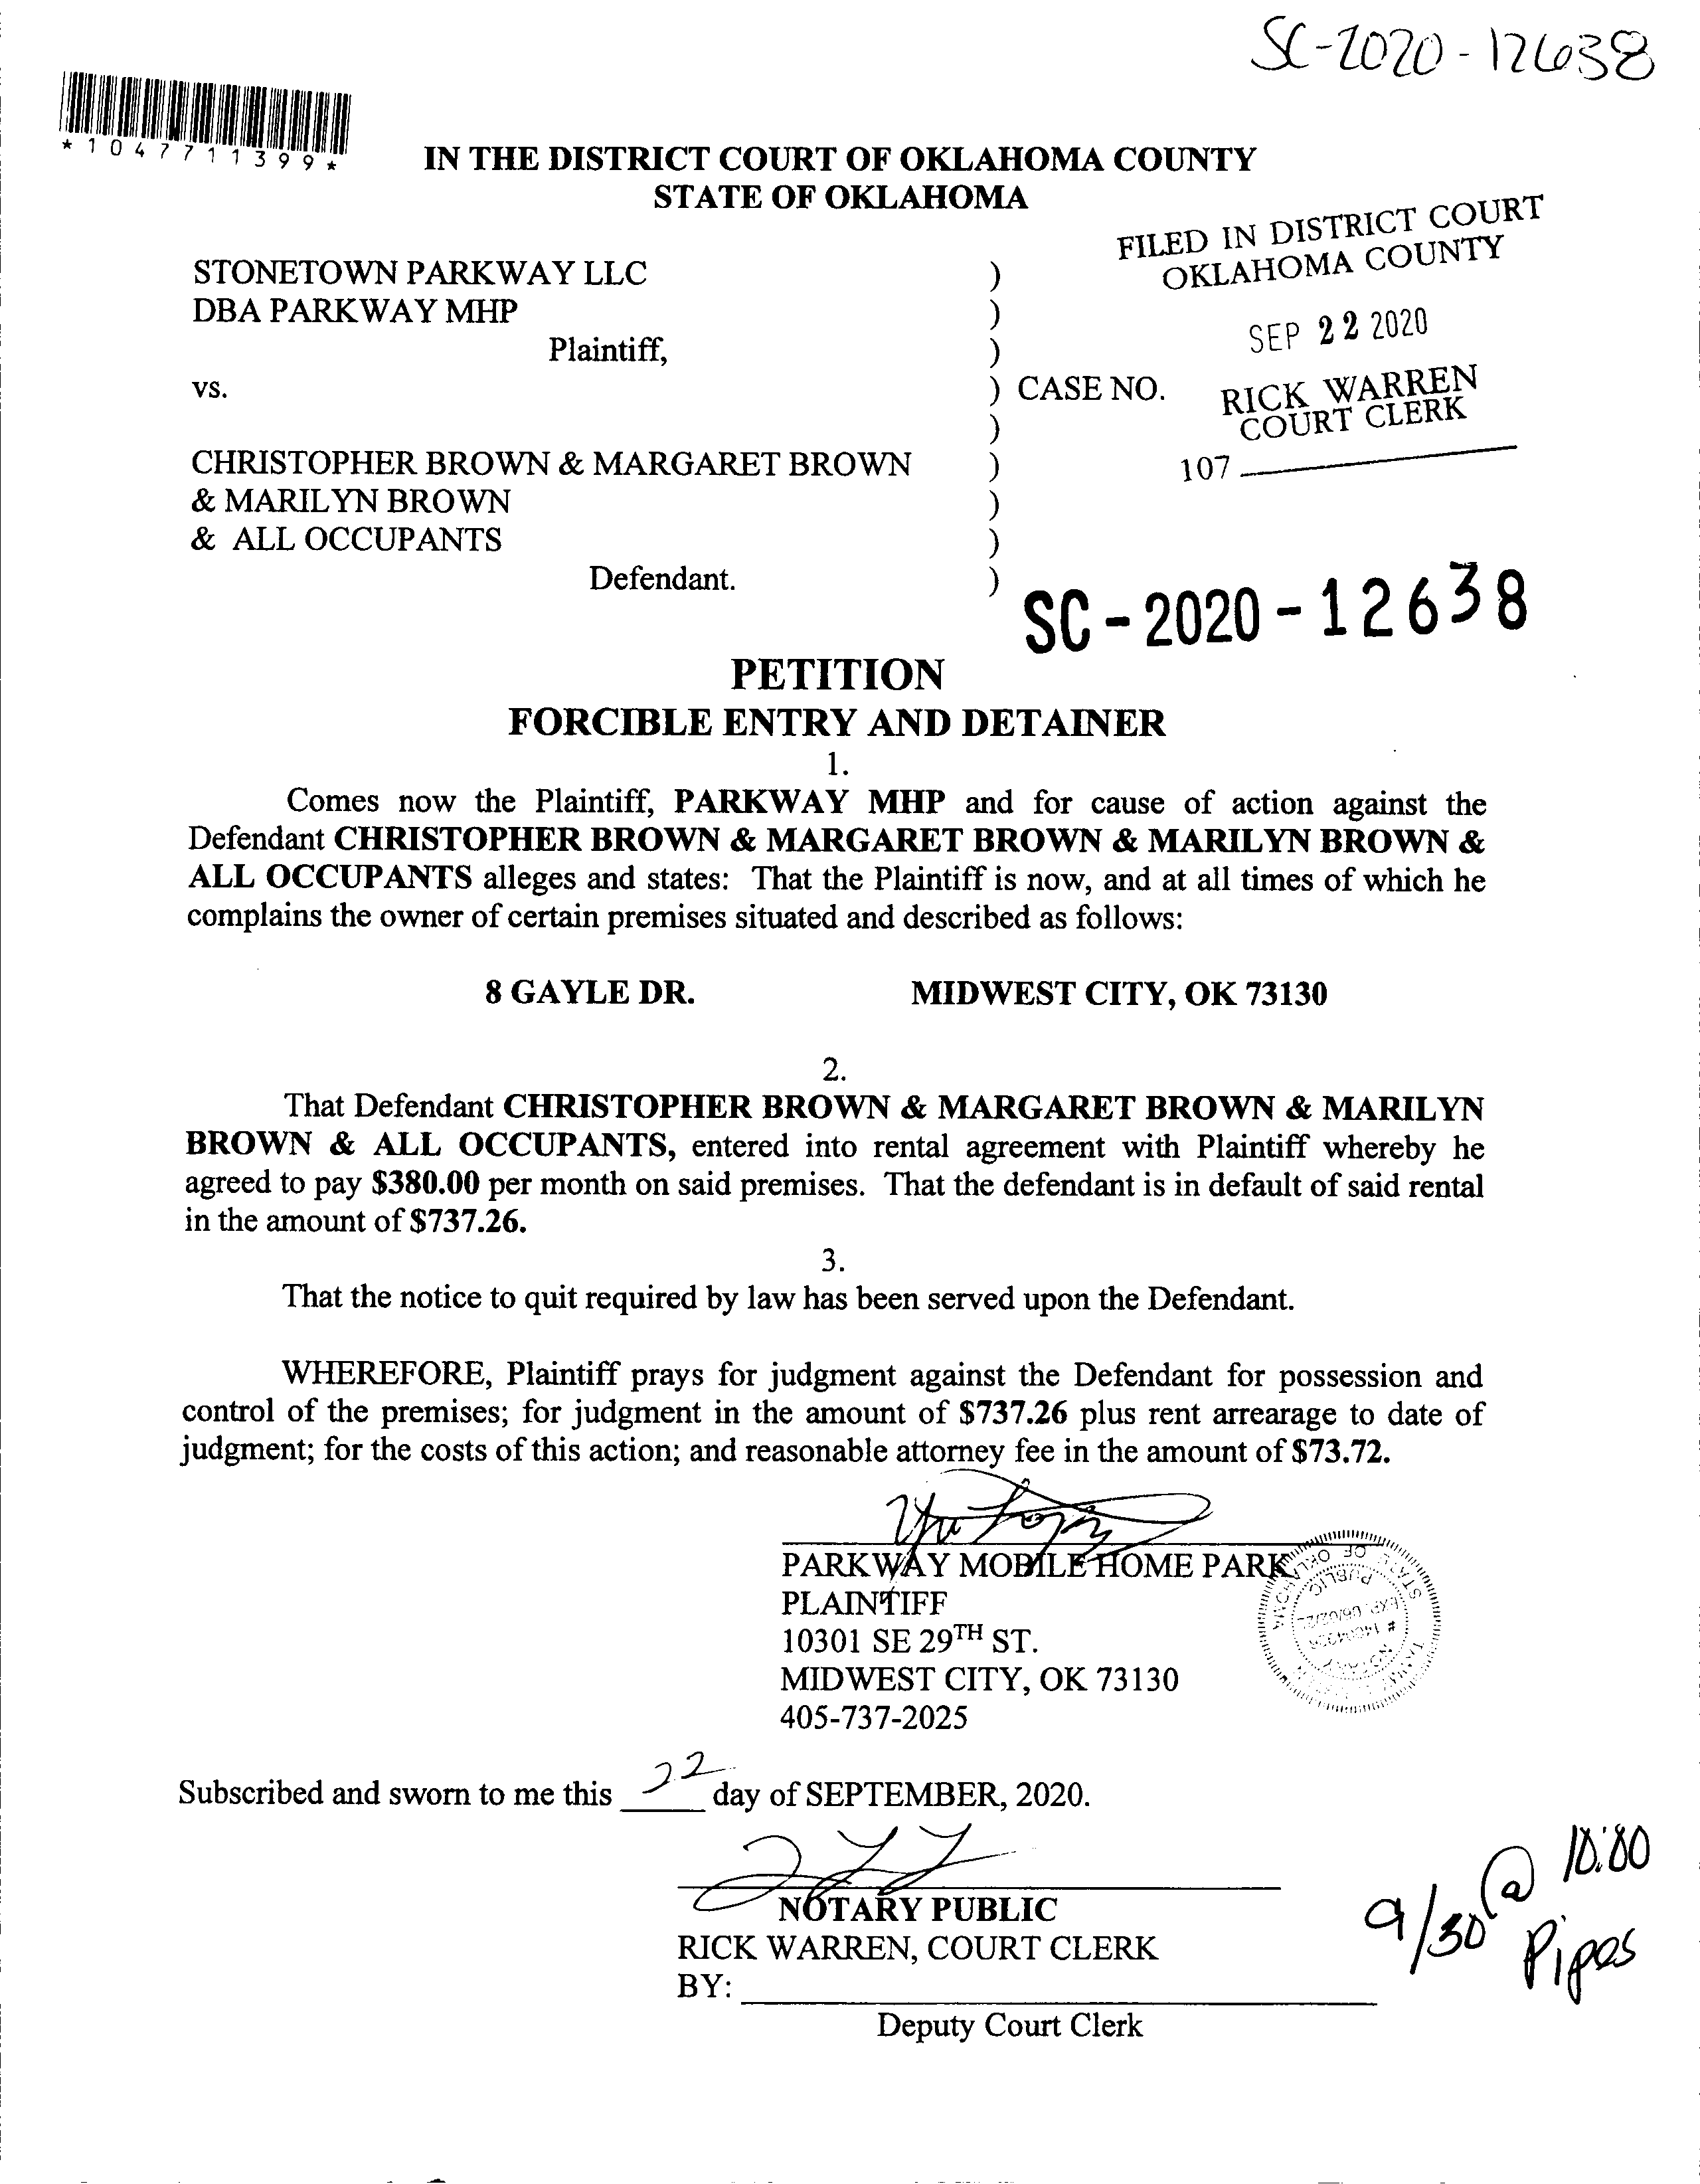 SC-2020-12638
*1047711399*
IN THE DISTRICT COURT OF OKLAHOMA COUNTY
STATE OF OKLAHOMA
FILED IN DISTRICT COURT
OKLAHOMA COUNTY
SEP 22 2020
RICK WARREN
COURT CLERK
107
STONETOWN PARKWAY LLC )
DBA PARKWAY MHP )
Plaintiff, )
vs. ) CASE NO.
)
CHRISTOPHER BROWN & MARGARET BROWN )
& MARILYN BROWN )
& ALL OCCUPANTS )
Defendant. )
SC-2020-12638
PETITION
FORCIBLE ENTRY AND DETAINER
1.
Comes now the Plaintiff, PARKWAY MHP and for cause of action against the
Defendant CHRISTOPHER BROWN & MARGARET BROWN & MARILYN BROWN &
ALL OCCUPANTS alleges and states: That the Plaintiff is now, and at all times of which he
complains the owner of certain premises situated and described as follows:
8 GAYLE DR. MIDWEST CITY, OK 73130
2.
That Defendant CHRISTOPHER BROWN & MARGARET BROWN & MARILYN
BROWN & ALL OCCUPANTS, entered into rental agreement with Plaintiff whereby he
agreed to pay $380.00 per month on said premises. That the defendant is in default of said rental
in the amount of $737.26.
3.
That the notice to quit required by law has been served upon the Defendant.
WHEREFORE, Plaintiff prays for judgment against the Defendant for possession and
control of the premises; for judgment in the amount of $737.26 plus rent arrearage to date of
judgment; for the costs of this action; and reasonable attorney fee in the amount of $73.72.
PARKWAY MOBILE HOME PARK
PLAINTIFF
10301 SE 29TH ST.
MIDWEST CITY, OK 73130
405-737-2025
STATE OF OKLAHOMA
NOTARY
PUBLIC
Subscribed and sworn to me this 22 day of SEPTEMBER, 2020.
NOTARY PUBLIC
RICK WARREN, COURT CLERK
BY:
Deputy Court Clerk
9/30 @ 10:00
Pipes